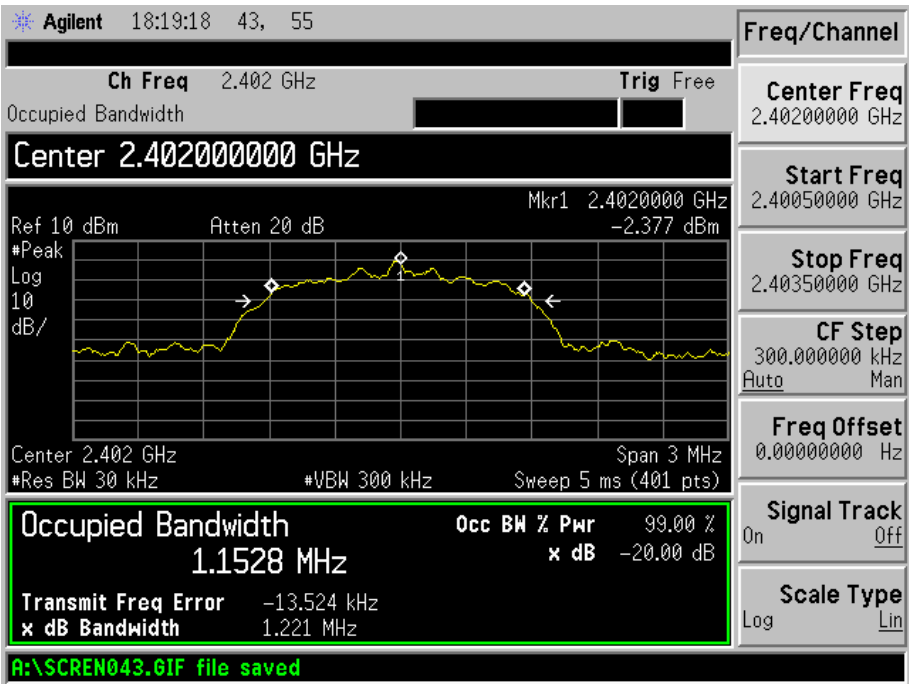 Agilent 18:19:18 43, 55
Ch Freq 2.402 GHz Trig Free
Occupied Bandwidth
Center 2.402000000 GHz
Mkr1 2.4020000 GHz
Ref 10 dBm Atten 20 dB -2.377 dBm
#Peak
Log
10
dB/
1
Center 2.402 GHz Span 3 MHz
#Res BW 30 kHz #VBW 300 kHz Sweep 5 ms (401 pts)
Occupied Bandwidth Occ BW % Pwr 99.00 %
1.1528 MHz x dB -20.00 dB
Transmit Freq Error -13.524 kHz
x dB Bandwidth 1.221 MHz
A:\SCREN043.GIF file saved
Freq/Channel
Center Freq
2.40200000 GHz
Start Freq
2.40050000 GHz
Stop Freq
2.40350000 GHz
CF Step
300.000000 kHz
Auto Man
Freq Offset
0.00000000 Hz
Signal Track
On Off
Scale Type
Log Lin